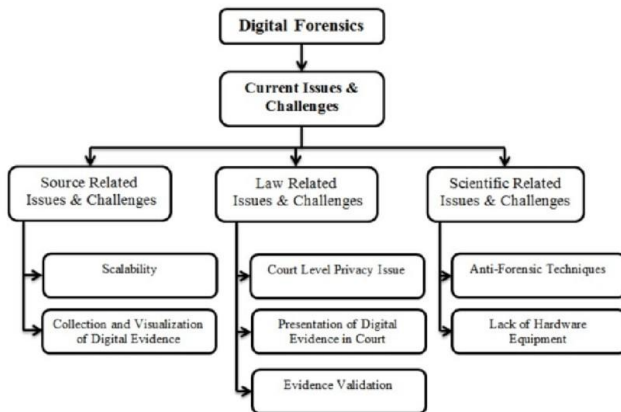 Digital Forensics
Current Issues &
Challenges
Source Related
Issues & Challenges
Scalability
Collection and Visualization
of Digital Evidence
Law Related
Issues & Challenges
Court Level Privacy Issue
Presentation of Digital
Evidence in Court
Evidence Validation
Scientific Related
Issues & Challenges
Anti-Forensic Techniques
Lack of Hardware
Equipment